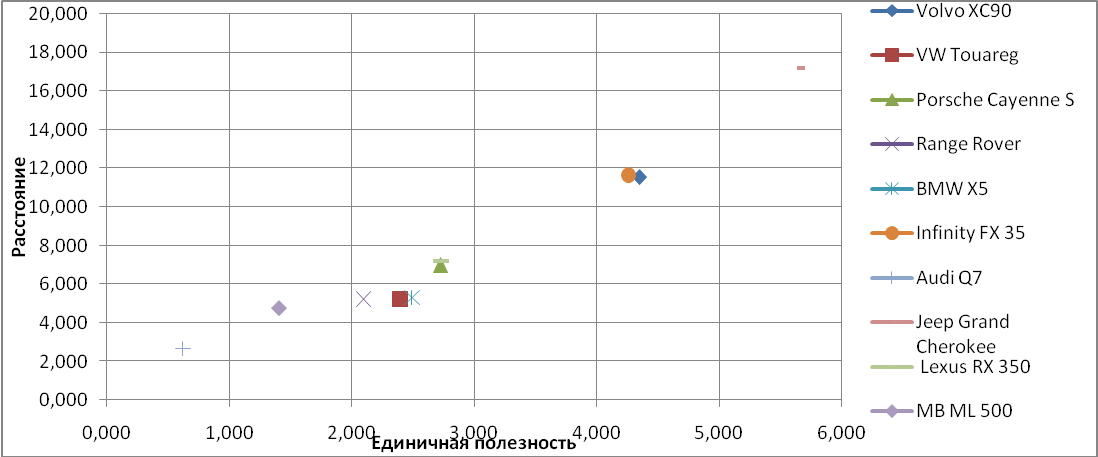 20,000
18,000
16,000
14,000
12,000
10,000
8,000
6,000
4,000
2,000
0,000
Расстояние
0,000 1,000 2,000 3,000 4,000 5,000 6,000
Единичная полезность
Volvo XC90
VW Touareg
Porsche Cayenne S
Range Rover
BMW X5
Infinity FX 35
Audi Q7
Jeep Grand
Cherokee
Lexus RX 350
MB ML 500